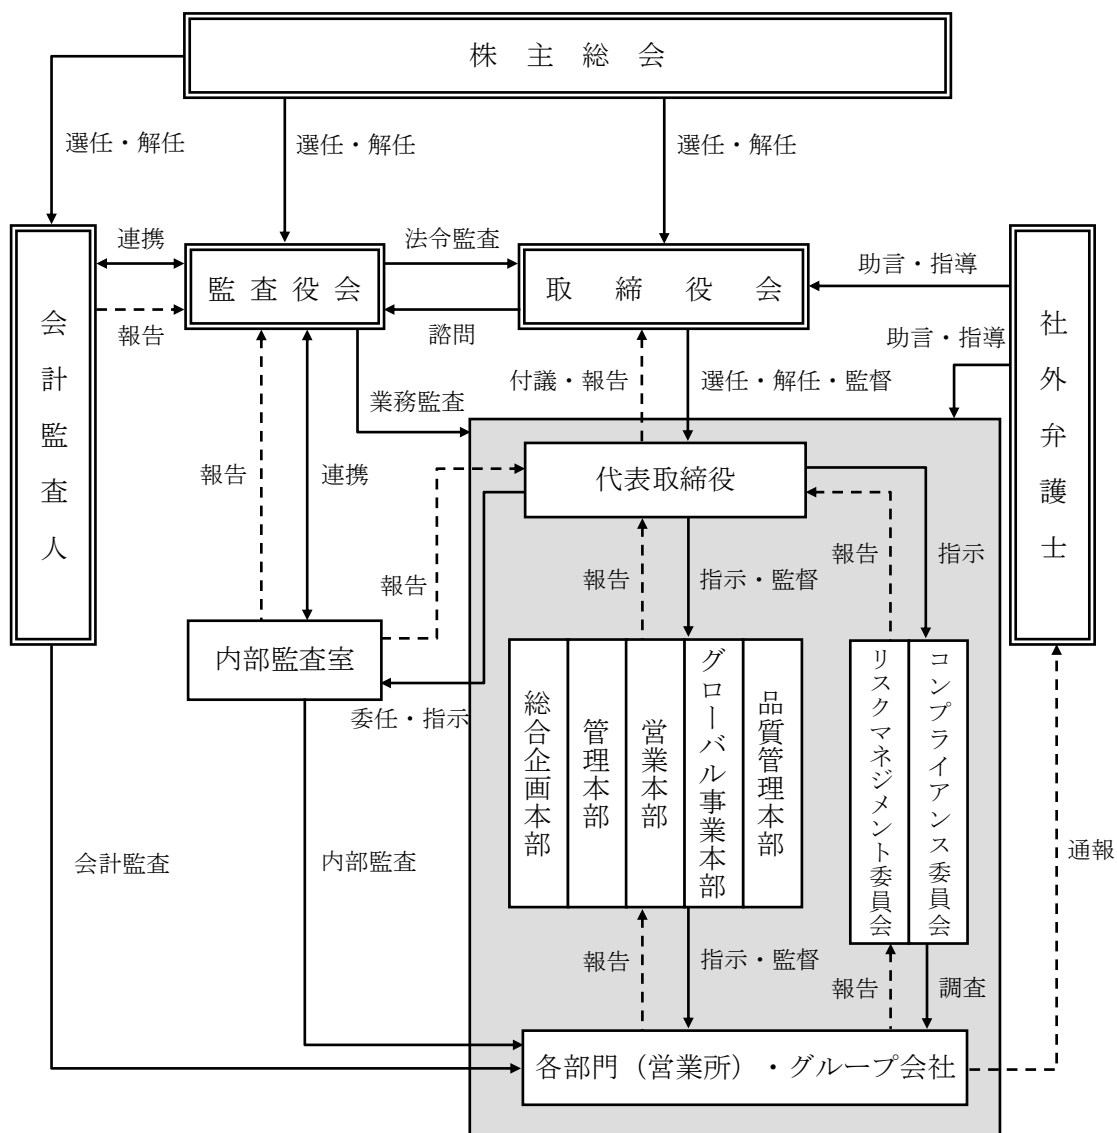 株主総会
選任・解任
選任・解任
選任・解任
連携
法令監査
助言・指導
監査役会
取締役会
会計監査人
社外弁護士
報告
諮問
助言・指導
付議・報告
選任・解任・監督
業務監査
報告
連携
代表取締役
報告
報告
指示・監督
報告
指示
内部監査室
委任・指示
総合企画本部
管理本部
営業本部
グローバル事業本部
品質管理本部
リスクマネジメント委員会
コンプライアンス委員会
会計監査
内部監査
通報
報告
指示・監督
報告
調査
各部門（営業所）・グループ会社